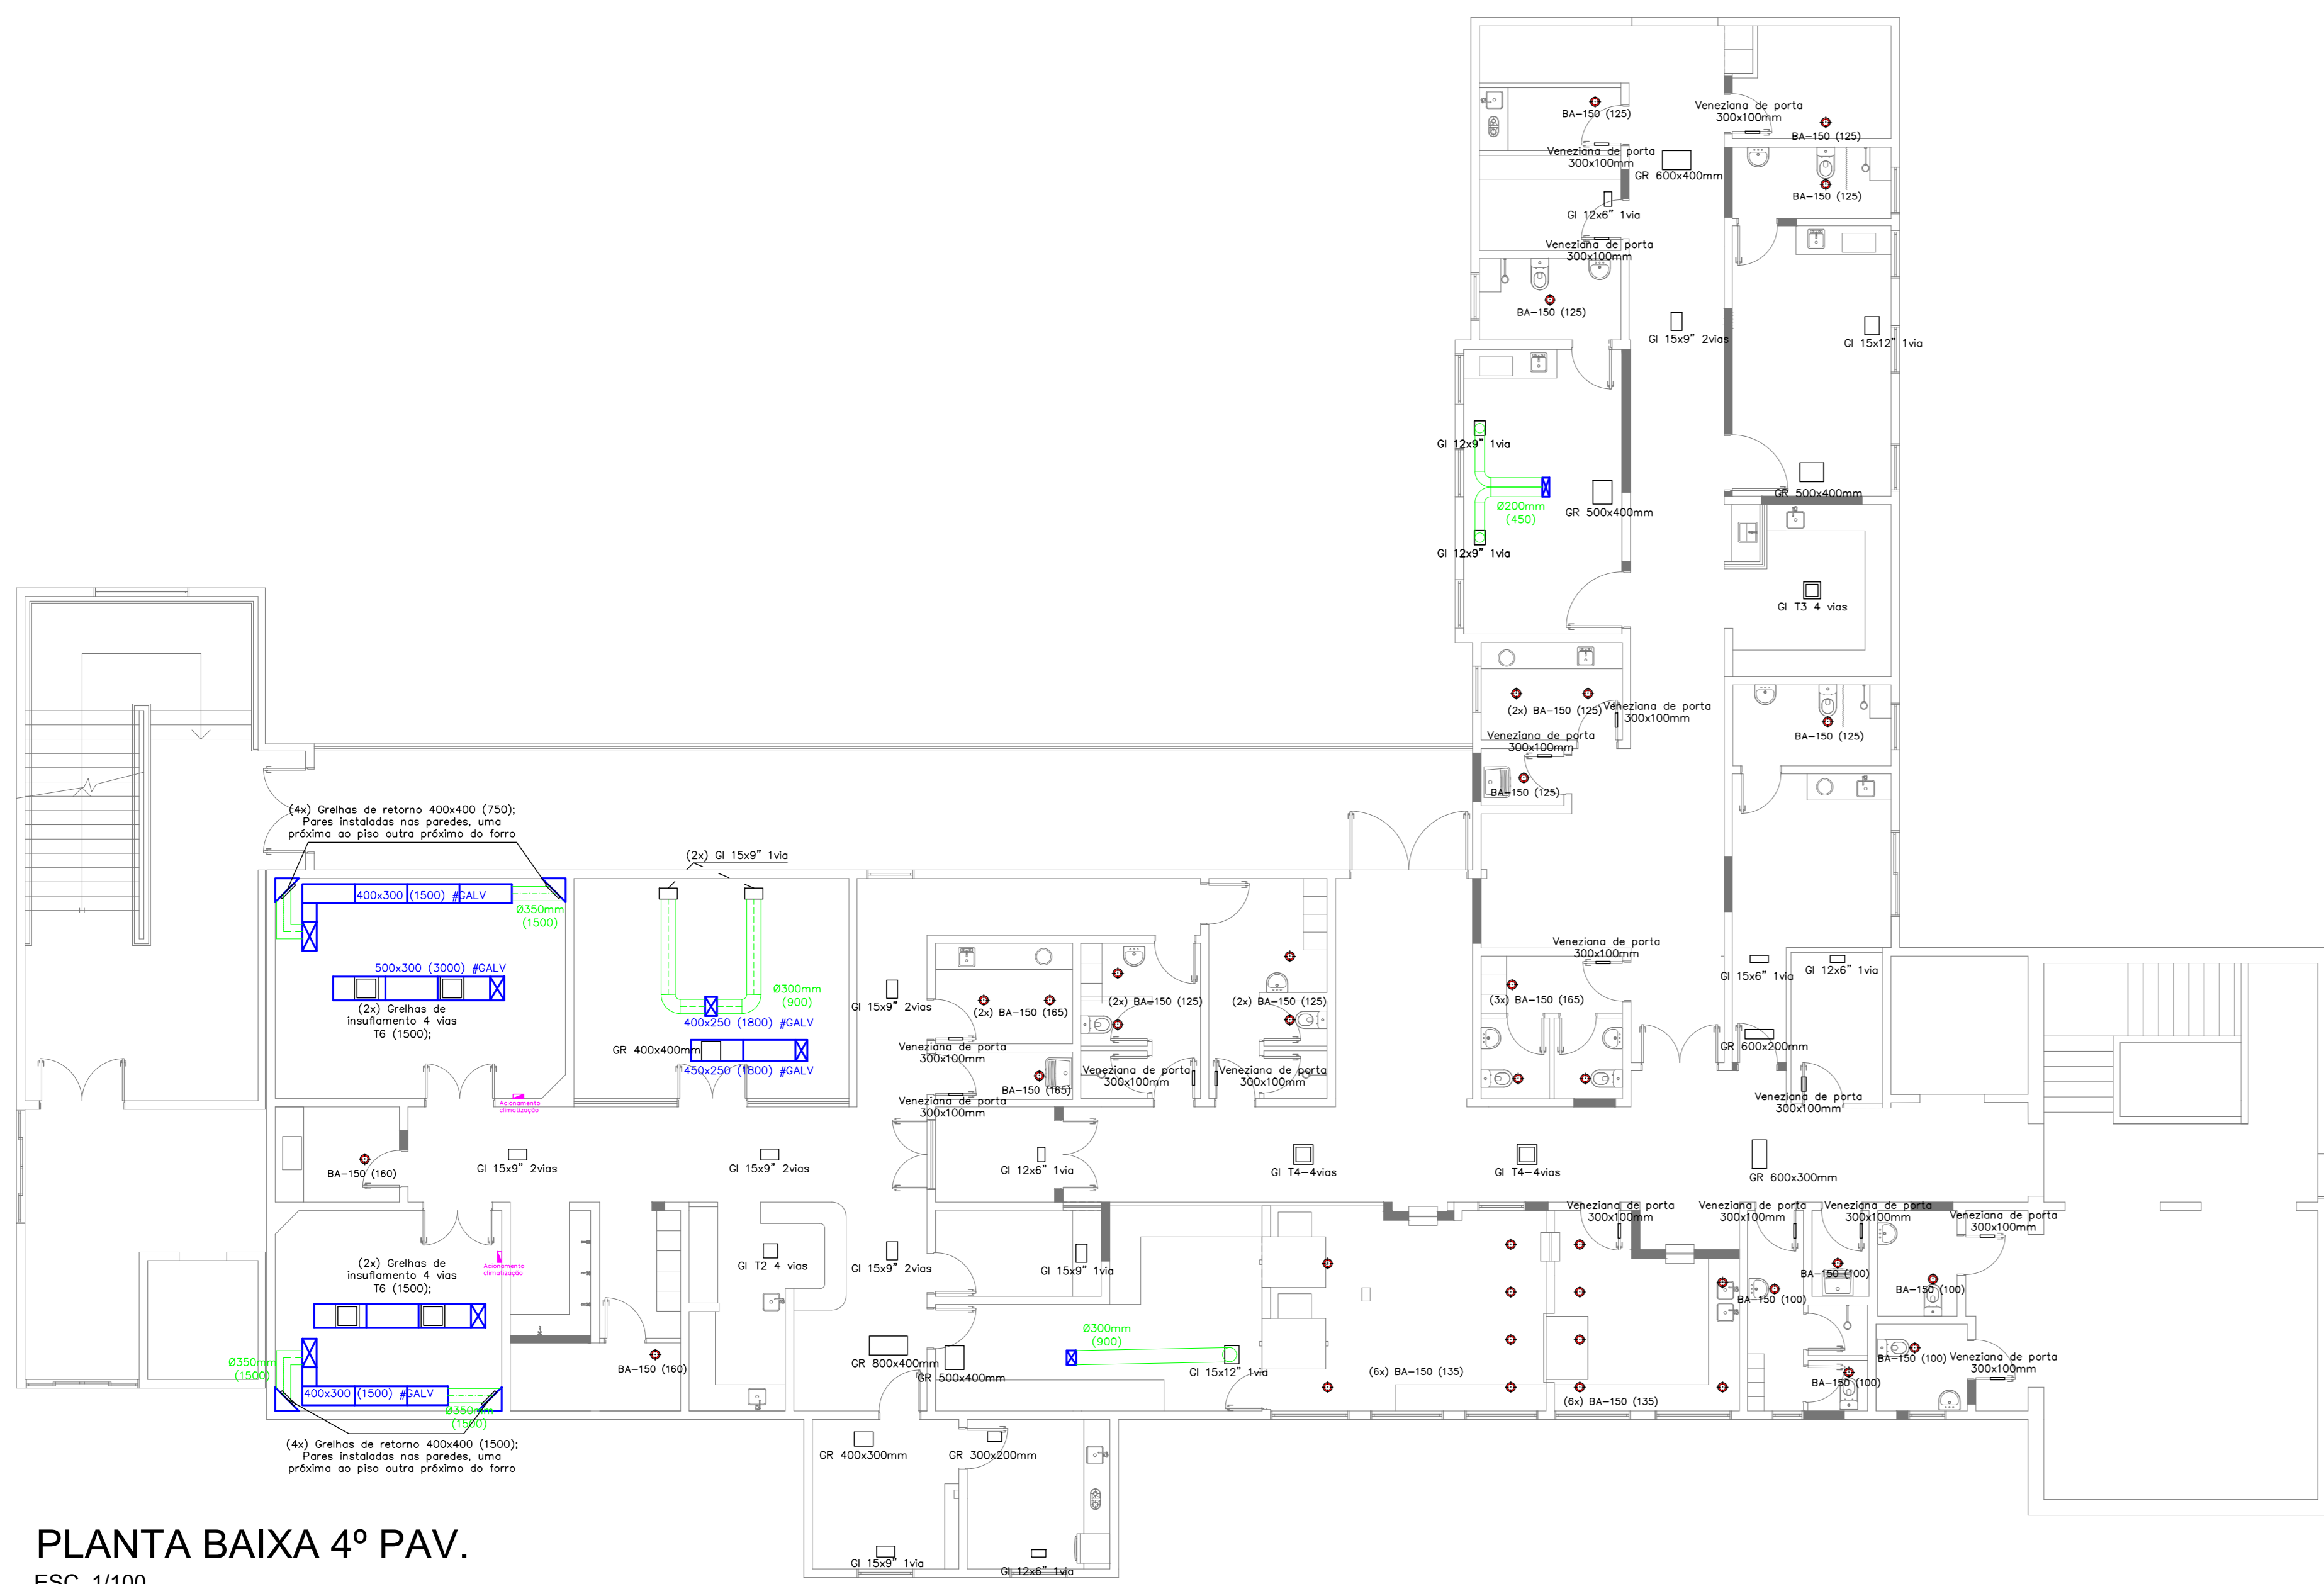 BA-150 (125)
Veneziana de porta
300x100mm
BA-150 (125)
Veneziana de porta
300x100mm
GR 600x400mm
BA-150 (125)
GI 12x6" 1via
Veneziana de porta
300x100mm
BA-150 (125)
GI 15x9" 2vias
GI 15x12" 1via
GI 12x9" 1via
GR 500x400mm
Ø200mm
(450)
GR 500x400mm
GI 12x9" 1via
GI T3 4 vias
(2x) BA-150 (125)
Veneziana de porta
300x100mm
Veneziana de porta
300x100mm
BA-150 (125)
BA-150 (125)
(4x) Grelhas de retorno 400x400 (750);
Pares instaladas nas paredes, uma
próxima ao piso outra próximo do forro
(2x) GI 15x9" 1via
400x300 (1500) #GALV
Ø350mm
(1500)
500x300 (3000) #GALV
(2x) Grelhas de
insuflamento 4 vias
T6 (1500);
Ø300mm
(900)
400x250 (1800) #GALV
GR 400x400mm
450x250 (1800) #GALV
GI 15x9" 2vias
(2x) BA-150 (165)
Veneziana de porta
300x100mm
BA-150 (165)
Veneziana de porta
300x100mm
(2x) BA-150 (125)
(2x) BA-150 (125)
Veneziana de porta
300x100mm
Veneziana de porta
300x100mm
Veneziana de porta
300x100mm
(3x) BA-150 (165)
GI 15x6" 1via
GI 12x6" 1via
GR 600x200mm
Veneziana de porta
300x100mm
Acionamento
climatização
BA-150 (160)
GI 15x9" 2vias
GI 15x9" 2vias
GI 12x6" 1via
GI T4-4vias
GI T4-4vias
GR 600x300mm
Veneziana de porta
300x100mm
Veneziana de porta
300x100mm
Veneziana de porta
300x100mm
Veneziana de porta
300x100mm
(2x) Grelhas de
insuflamento 4 vias
T6 (1500);
Acionamento
climatização
GI T2 4 vias
GI 15x9" 2vias
GI 15x9" 1via
BA-150 (100)
BA-150 (100)
BA-150 (100)
Ø350mm
(1500)
400x300 (1500) #GALV
Ø350mm
(1500)
BA-150 (160)
GR 800x400mm
GR 500x400mm
Ø300mm
(900)
GI 15x12" 1via
(6x) BA-150 (135)
(6x) BA-150 (135)
BA-150 (100)
BA-150 (100)
Veneziana de porta
300x100mm
(4x) Grelhas de retorno 400x400 (1500);
Pares instaladas nas paredes, uma
próxima ao piso outra próximo do forro
GR 400x300mm
GR 300x200mm
GI 15x9" 1via
GI 12x6" 1via
PLANTA BAIXA 4º PAV.
ESC. 1/100